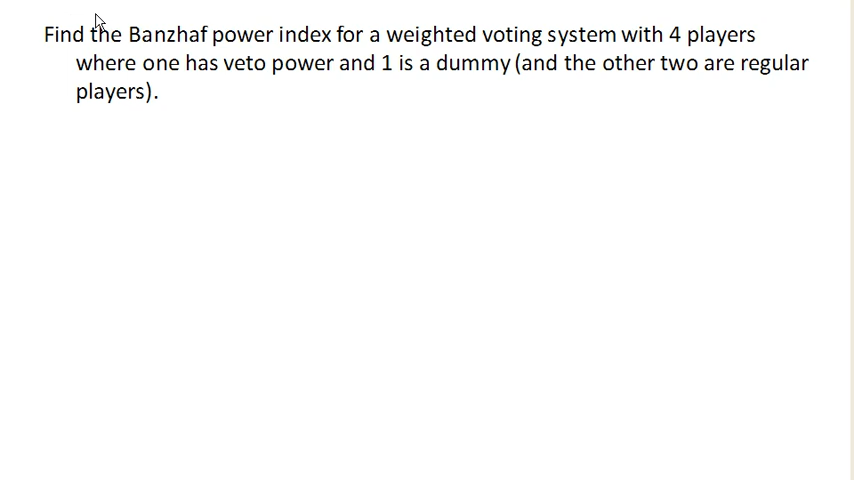 Find the Banzhaf power index for a weighted voting system with 4 players
where one has veto power and 1 is a dummy (and the other two are regular
players).